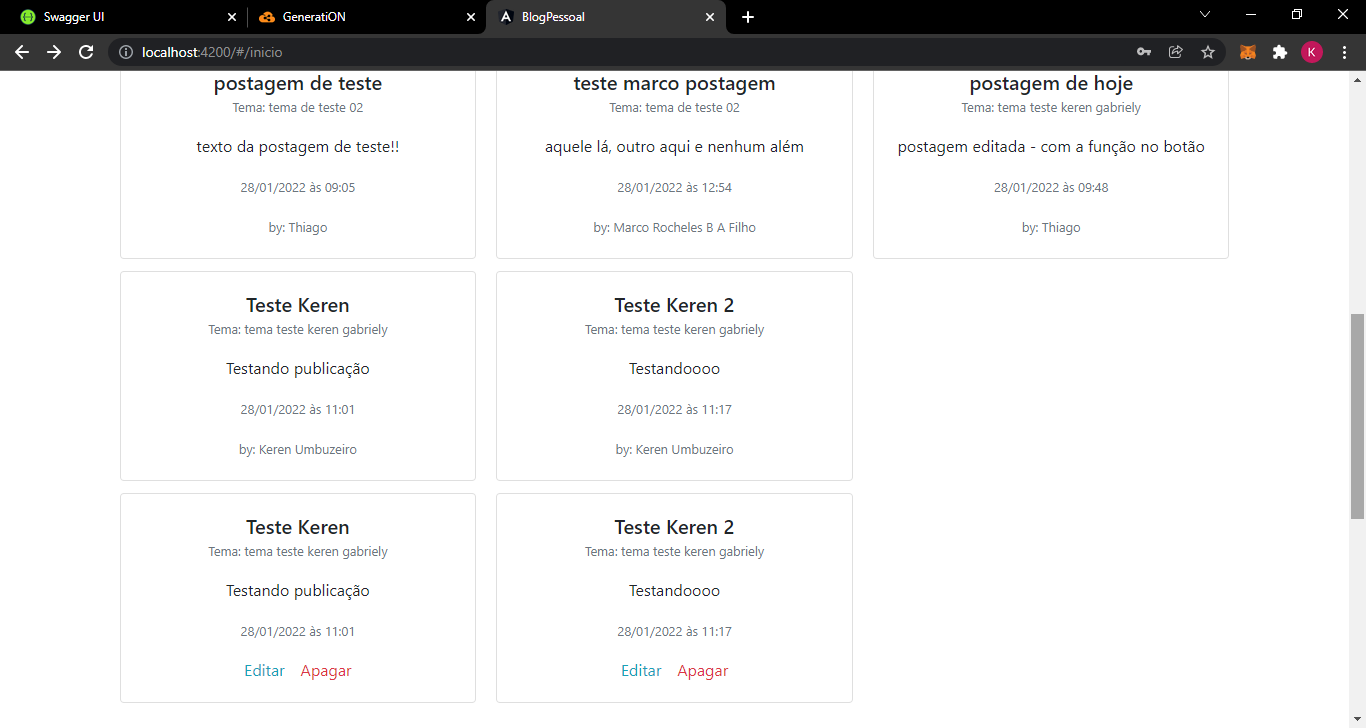 Swagger UI
GeneratiON
BlogPessoal
localhost:4200/#/inicio
K
postagem de teste
Tema: tema de teste 02
texto da postagem de teste!!
28/01/2022 às 09:05
by: Thiago
teste marco postagem
Tema: tema de teste 02
aquele lá, outro aqui e nenhum além
28/01/2022 às 12:54
by: Marco Rocheles B A Filho
postagem de hoje
Tema: tema teste keren gabriely
postagem editada - com a função no botão
28/01/2022 às 09:48
by: Thiago
Teste Keren
Tema: tema teste keren gabriely
Testando publicação
28/01/2022 às 11:01
by: Keren Umbuzeiro
Teste Keren 2
Tema: tema teste keren gabriely
Testandoooo
28/01/2022 às 11:17
by: Keren Umbuzeiro
Teste Keren
Tema: tema teste keren gabriely
Testando publicação
28/01/2022 às 11:01
Editar Apagar
Teste Keren 2
Tema: tema teste keren gabriely
Testandoooo
28/01/2022 às 11:17
Editar Apagar